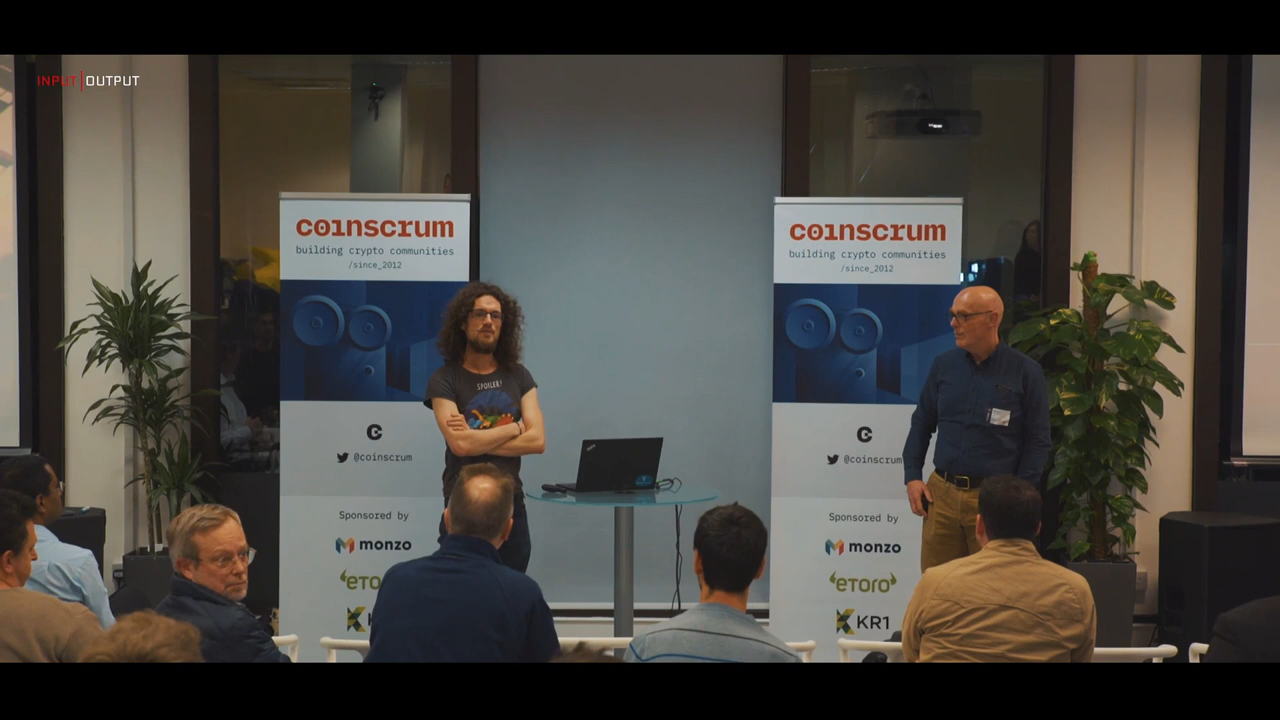 INPUT|OUTPUT
coinscrum
building crypto communities
/since_2012
@coinscrum
Sponsored by
monzo
eTO
K
SPOILER!
coinscrum
building crypto communities
/since_2012
@coinscrum
Sponsored by
monzo
eTORO
KR1